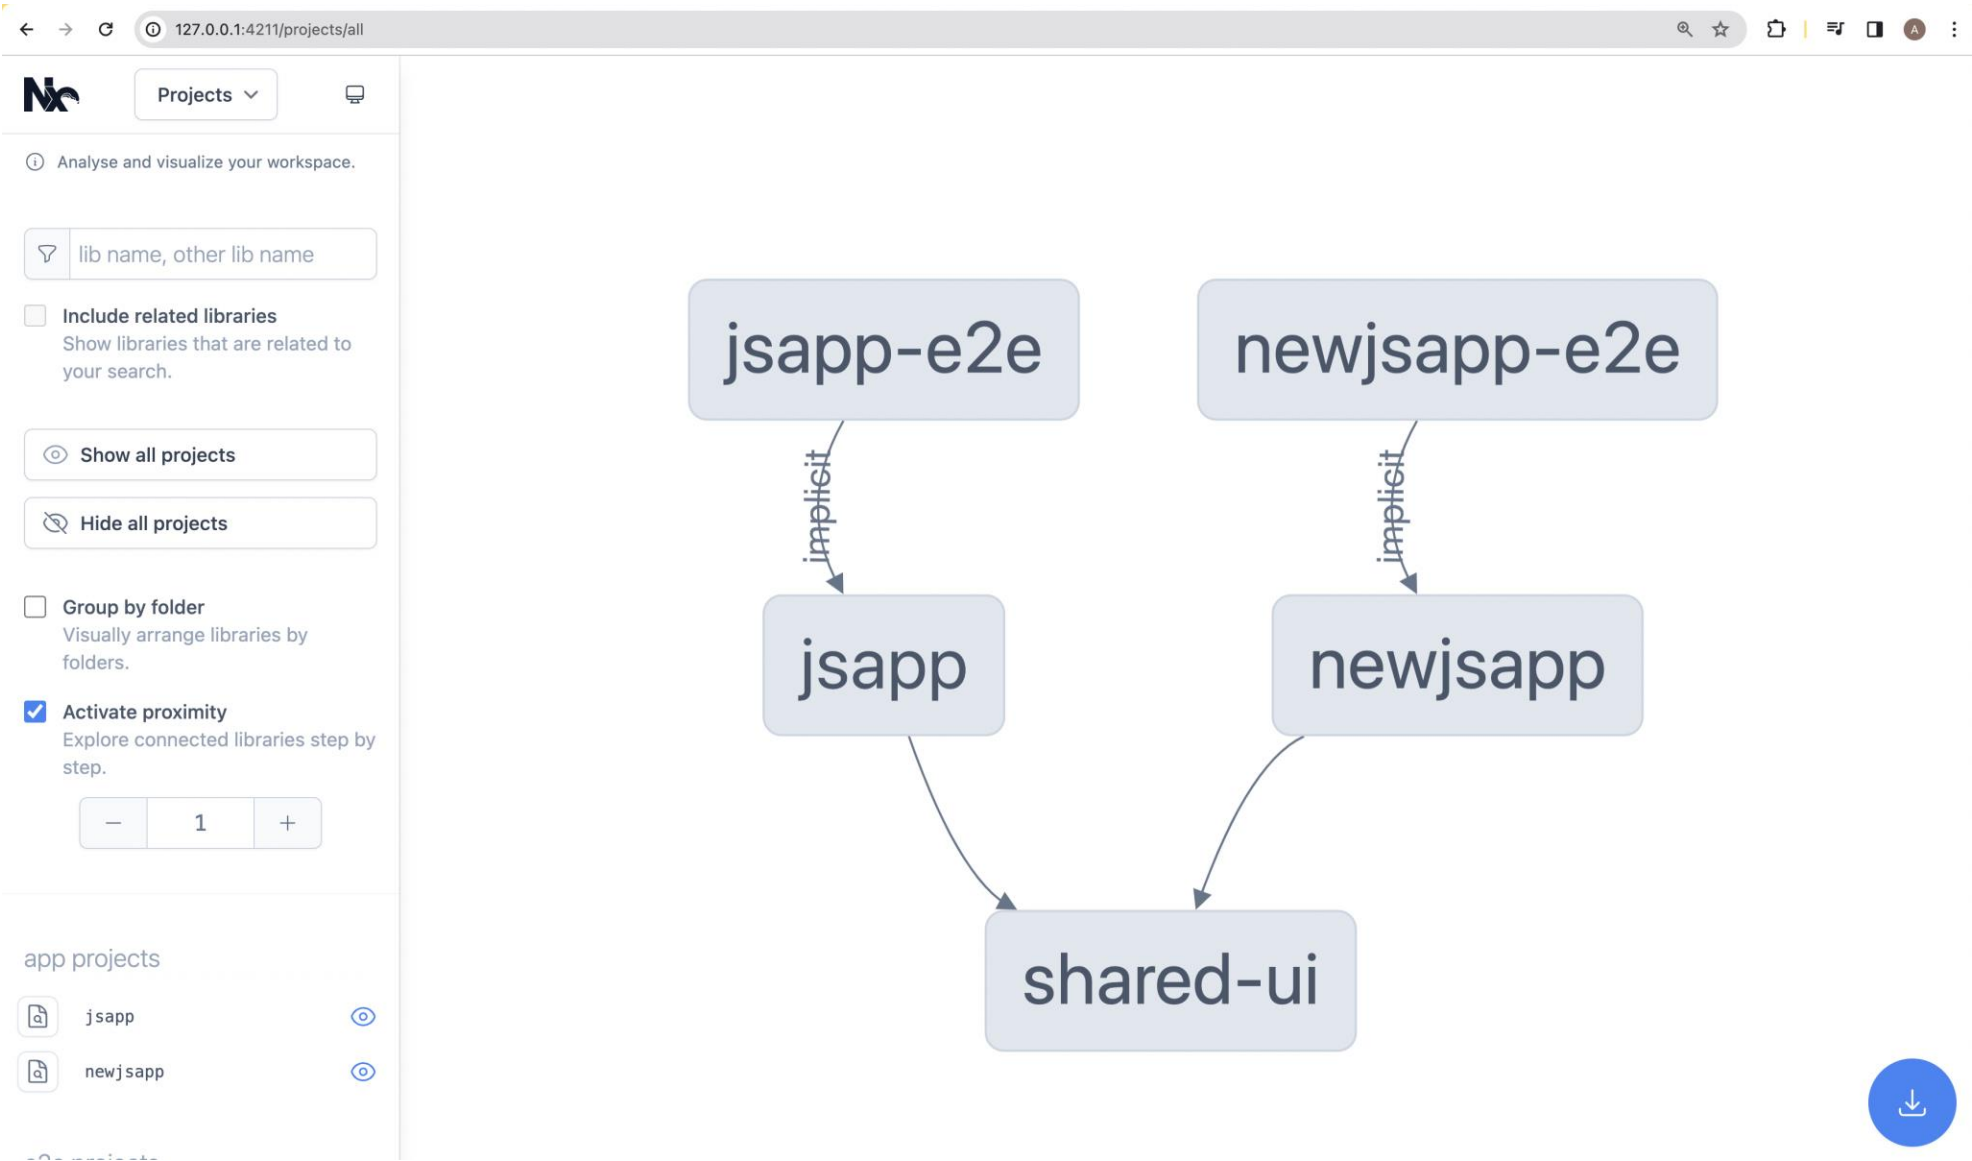 127.0.0.1:4211/projects/all
A
Nx
Projects
Analyse and visualize your workspace.
lib name, other lib name
Include related libraries
Show libraries that are related to
your search.
Show all projects
Hide all projects
Group by folder
Visually arrange libraries by
folders.
Activate proximity
Explore connected libraries step by
step.
1
app projects
jsapp
newjsapp
e2e projects
jsapp-e2e
newjsapp-e2e
implicit
implicit
jsapp
newjsapp
shared-ui